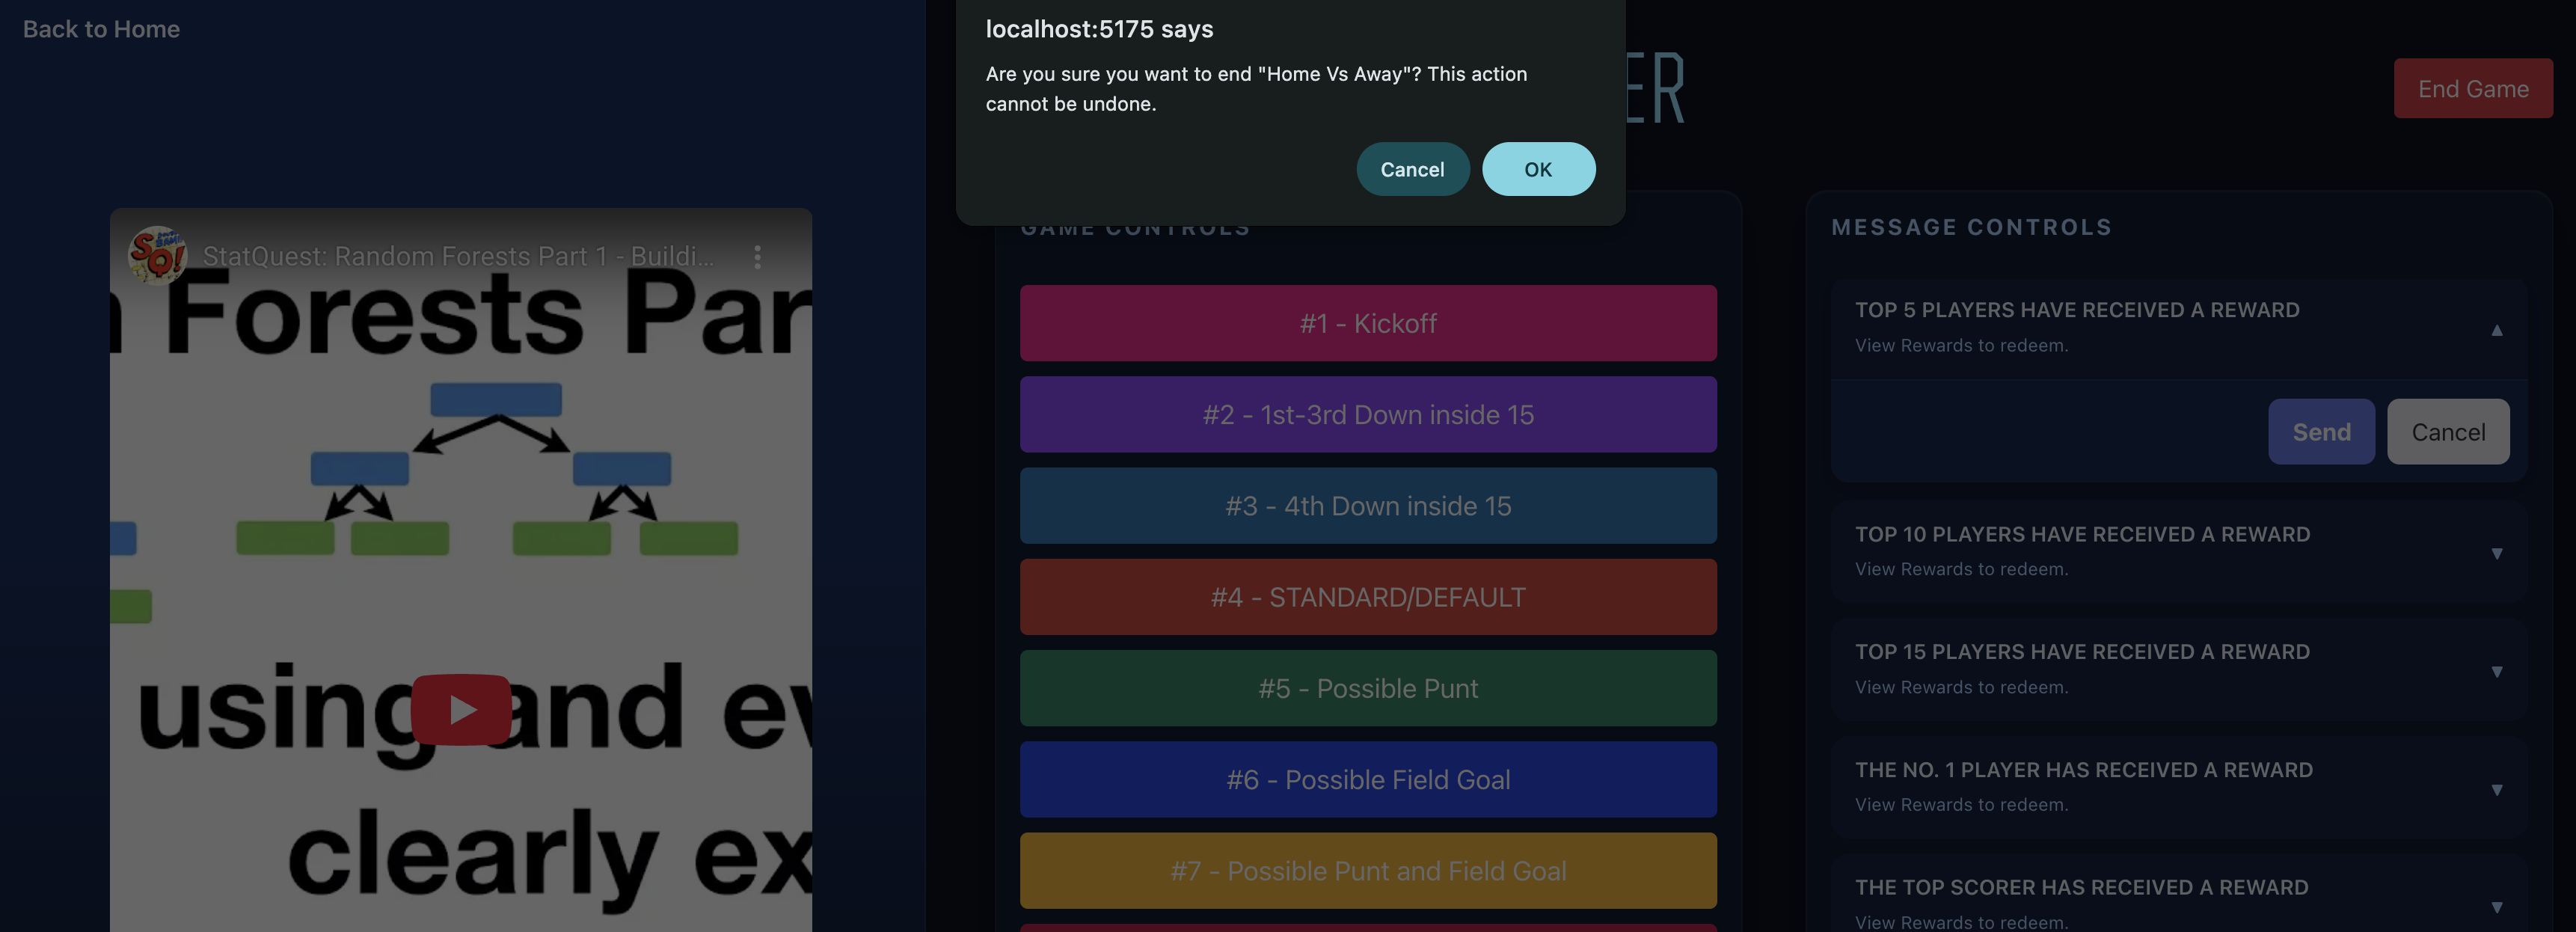 Back to Home
localhost:5175 says
Are you sure you want to end "Home Vs Away"? This action
cannot be undone.
Cancel
OK
ER
End Game
StatQuest: Random Forests Part 1 - Buildi...
Forests Par
using and ev
clearly ex
GAME CONTROLS
#1 - Kickoff
#2 - 1st-3rd Down inside 15
#3 - 4th Down inside 15
#4 - STANDARD/DEFAULT
#5 - Possible Punt
#6 - Possible Field Goal
#7 - Possible Punt and Field Goal
MESSAGE CONTROLS
TOP 5 PLAYERS HAVE RECEIVED A REWARD
View Rewards to redeem.
Send
Cancel
TOP 10 PLAYERS HAVE RECEIVED A REWARD
View Rewards to redeem.
TOP 15 PLAYERS HAVE RECEIVED A REWARD
View Rewards to redeem.
THE NO. 1 PLAYER HAS RECEIVED A REWARD
View Rewards to redeem.
THE TOP SCORER HAS RECEIVED A REWARD
View Rewards to redeem.